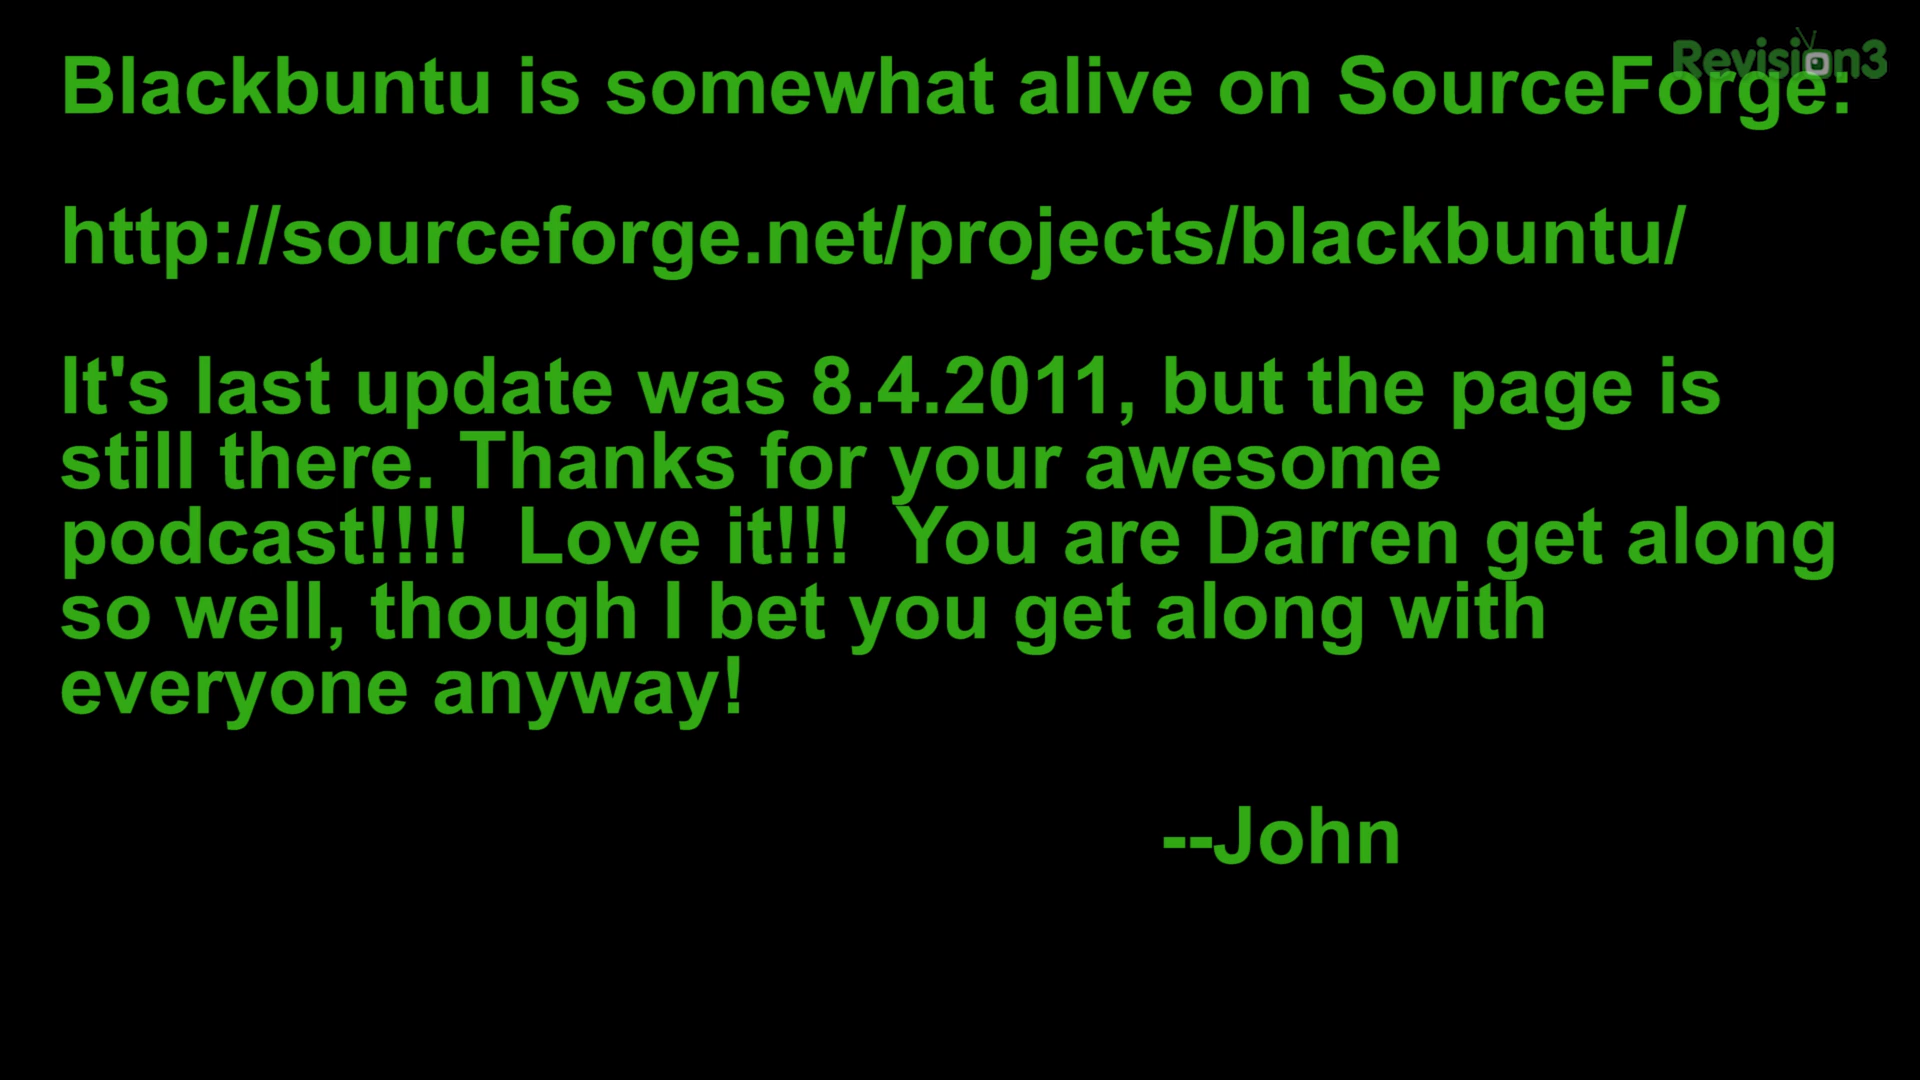 Revision3
Blackbuntu is somewhat alive on SourceForge:
http://sourceforge.net/projects/blackbuntu/
It's last update was 8.4.2011, but the page is
still there. Thanks for your awesome
podcast!!!!  Love it!!!  You are Darren get along
so well, though I bet you get along with
everyone anyway!
--John